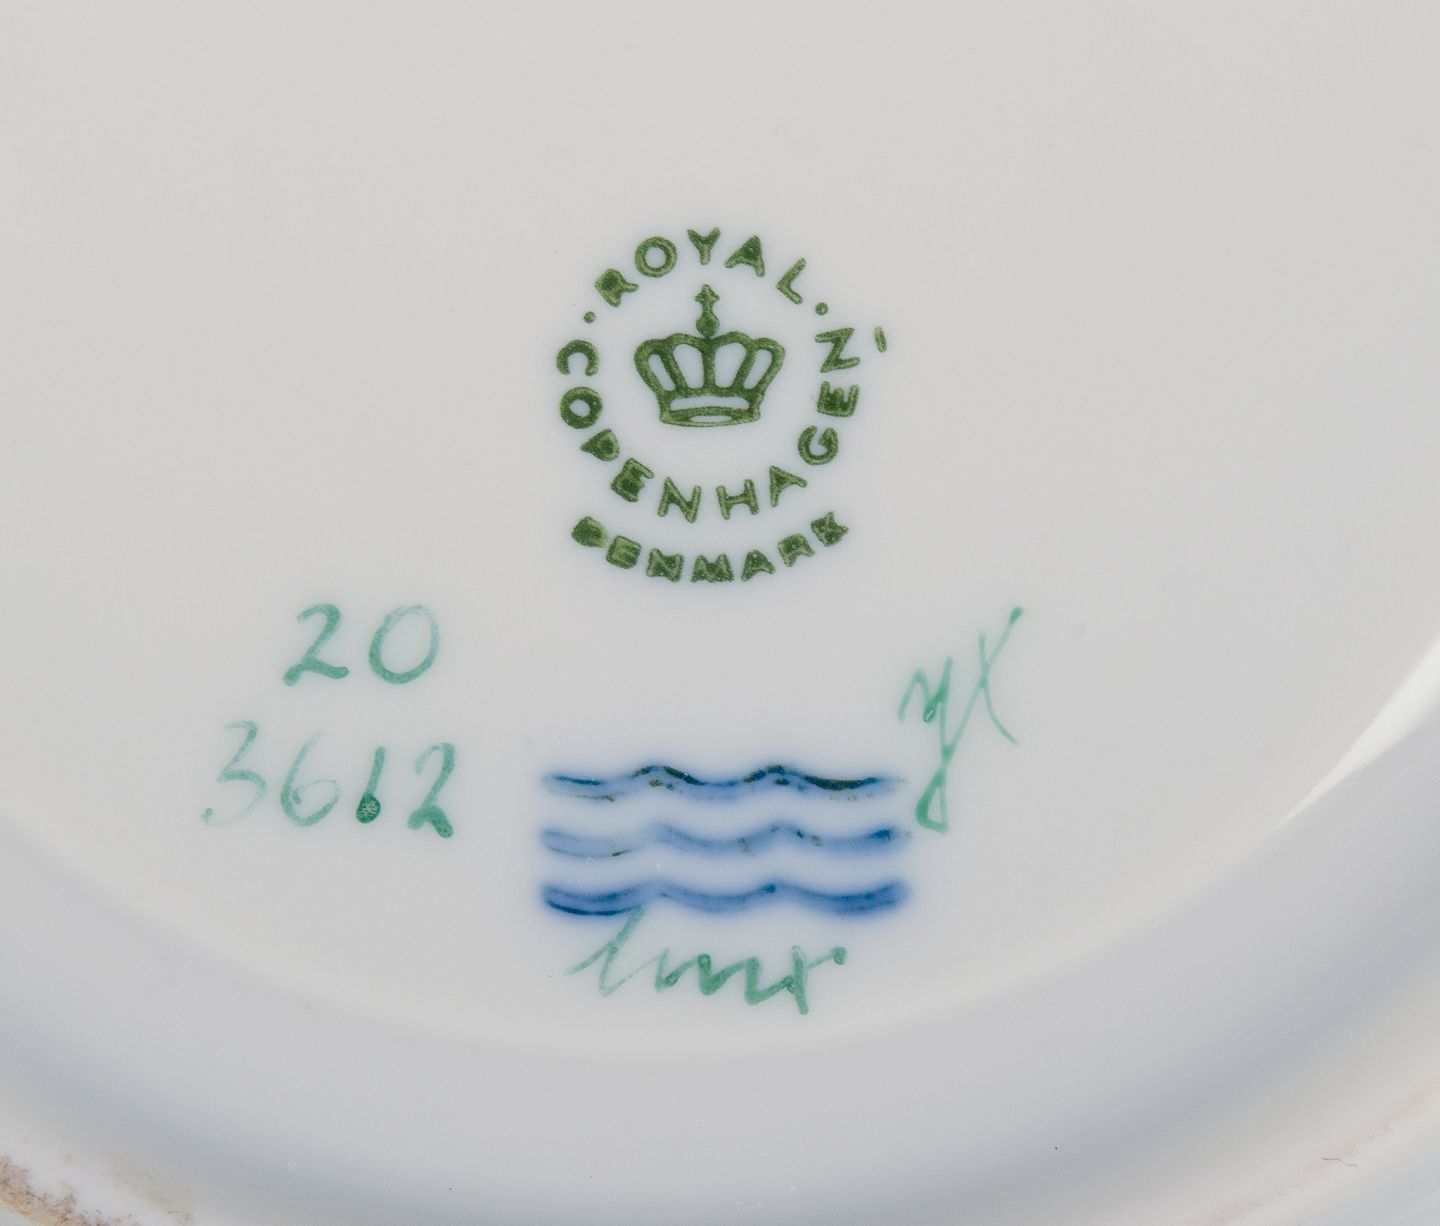 ROYAL
COPENHAGEN
DENMARK
20
3612